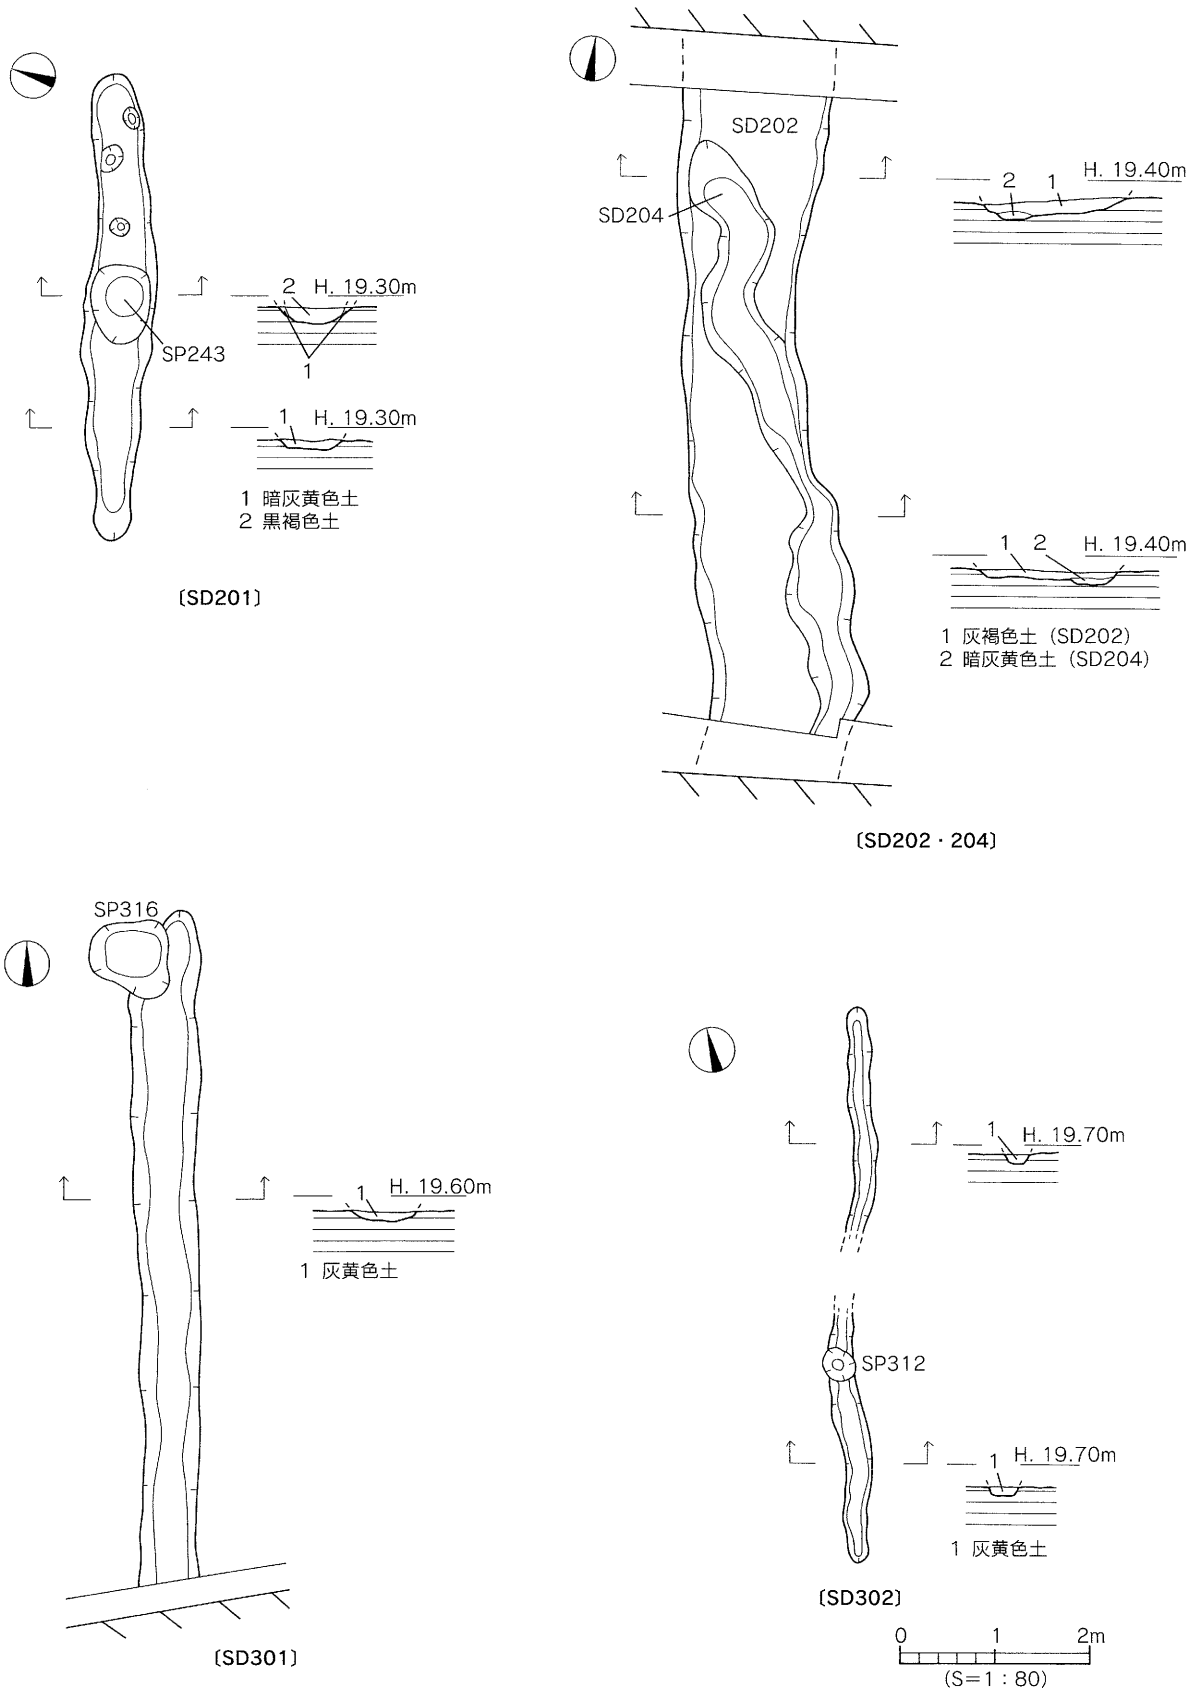 SP243
2 H. 19.30m
1
1 H. 19.30m
1 暗灰黄色土
2 黒褐色土
〔SD201〕
SD202
SD204
2 1 H. 19.40m
1 2 H. 19.40m
1 灰褐色土（SD202）
2 暗灰黄色土（SD204）
〔SD202・204〕
SP316
1 H. 19.60m
1 灰黄色土
〔SD301〕
1 H. 19.70m
SP312
1 H. 19.70m
1 灰黄色土
〔SD302〕
0 1 2m
(S=1：80)